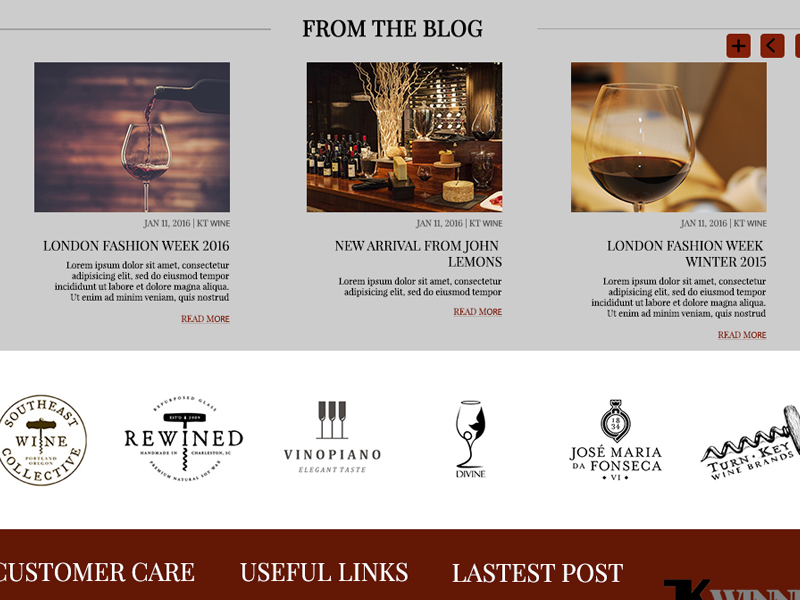 FROM THE BLOG
JAN 11, 2016 | KT WINE
LONDON FASHION WEEK 2016
Lorem ipsum dolor sit amet, consectetur
adipisicing elit, sed do eiusmod tempor
incididunt ut labore et dolore magna aliqua.
Ut enim ad minim veniam, quis nostrud
READ MORE
JAN 11, 2016 | KT WINE
NEW ARRIVAL FROM JOHN
LEMONS
Lorem ipsum dolor sit amet, consectetur
adipisicing elit, sed do eiusmod tempor
READ MORE
JAN 11, 2016 | KT WINE
LONDON FASHION WEEK
WINTER 2015
Lorem ipsum dolor sit amet, consectetur
adipisicing elit, sed do eiusmod tempor
incididunt ut labore et dolore magna aliqua.
Ut enim ad minim veniam, quis nostrud
READ MORE
SOUTHEAST
WINE
PORTLAND
OREGON
COLLECTIVE
REPURPOSED GLASS
EST'D 2009
REWINED
HANDMADE IN CHARLESTON, SC
PREMIUM NATURAL SOY WAX
VINOPIANO
ELEGANT TASTE
DIVINE
18
34
JOSÉ MARIA
DA FONSECA
• VI •
TURN • KEY
WINE BRANDS
CUSTOMER CARE
USEFUL LINKS
LASTEST POST